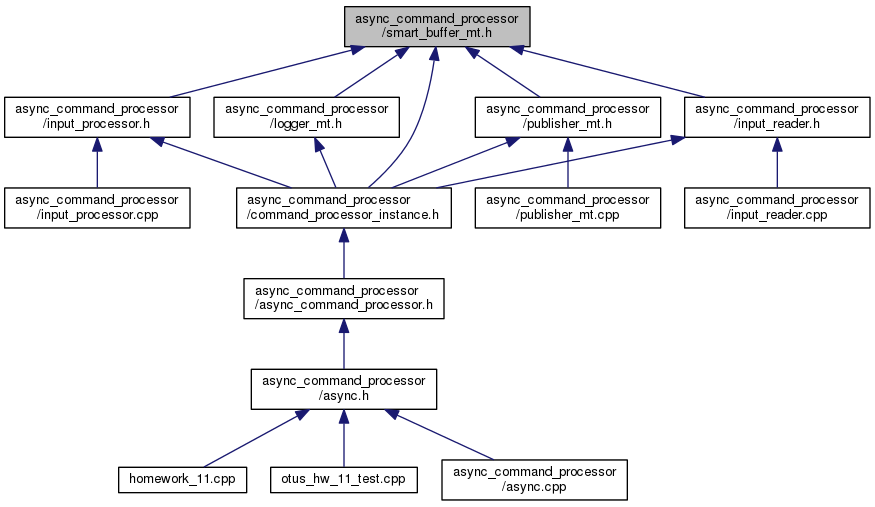 async_command_processor
/smart_buffer_mt.h
async_command_processor
/input_processor.h
async_command_processor
/logger_mt.h
async_command_processor
/publisher_mt.h
async_command_processor
/input_reader.h
async_command_processor
/input_processor.cpp
async_command_processor
/command_processor_instance.h
async_command_processor
/publisher_mt.cpp
async_command_processor
/input_reader.cpp
async_command_processor
/async_command_processor.h
async_command_processor
/async.h
homework_11.cpp
otus_hw_11_test.cpp
async_command_processor
/async.cpp